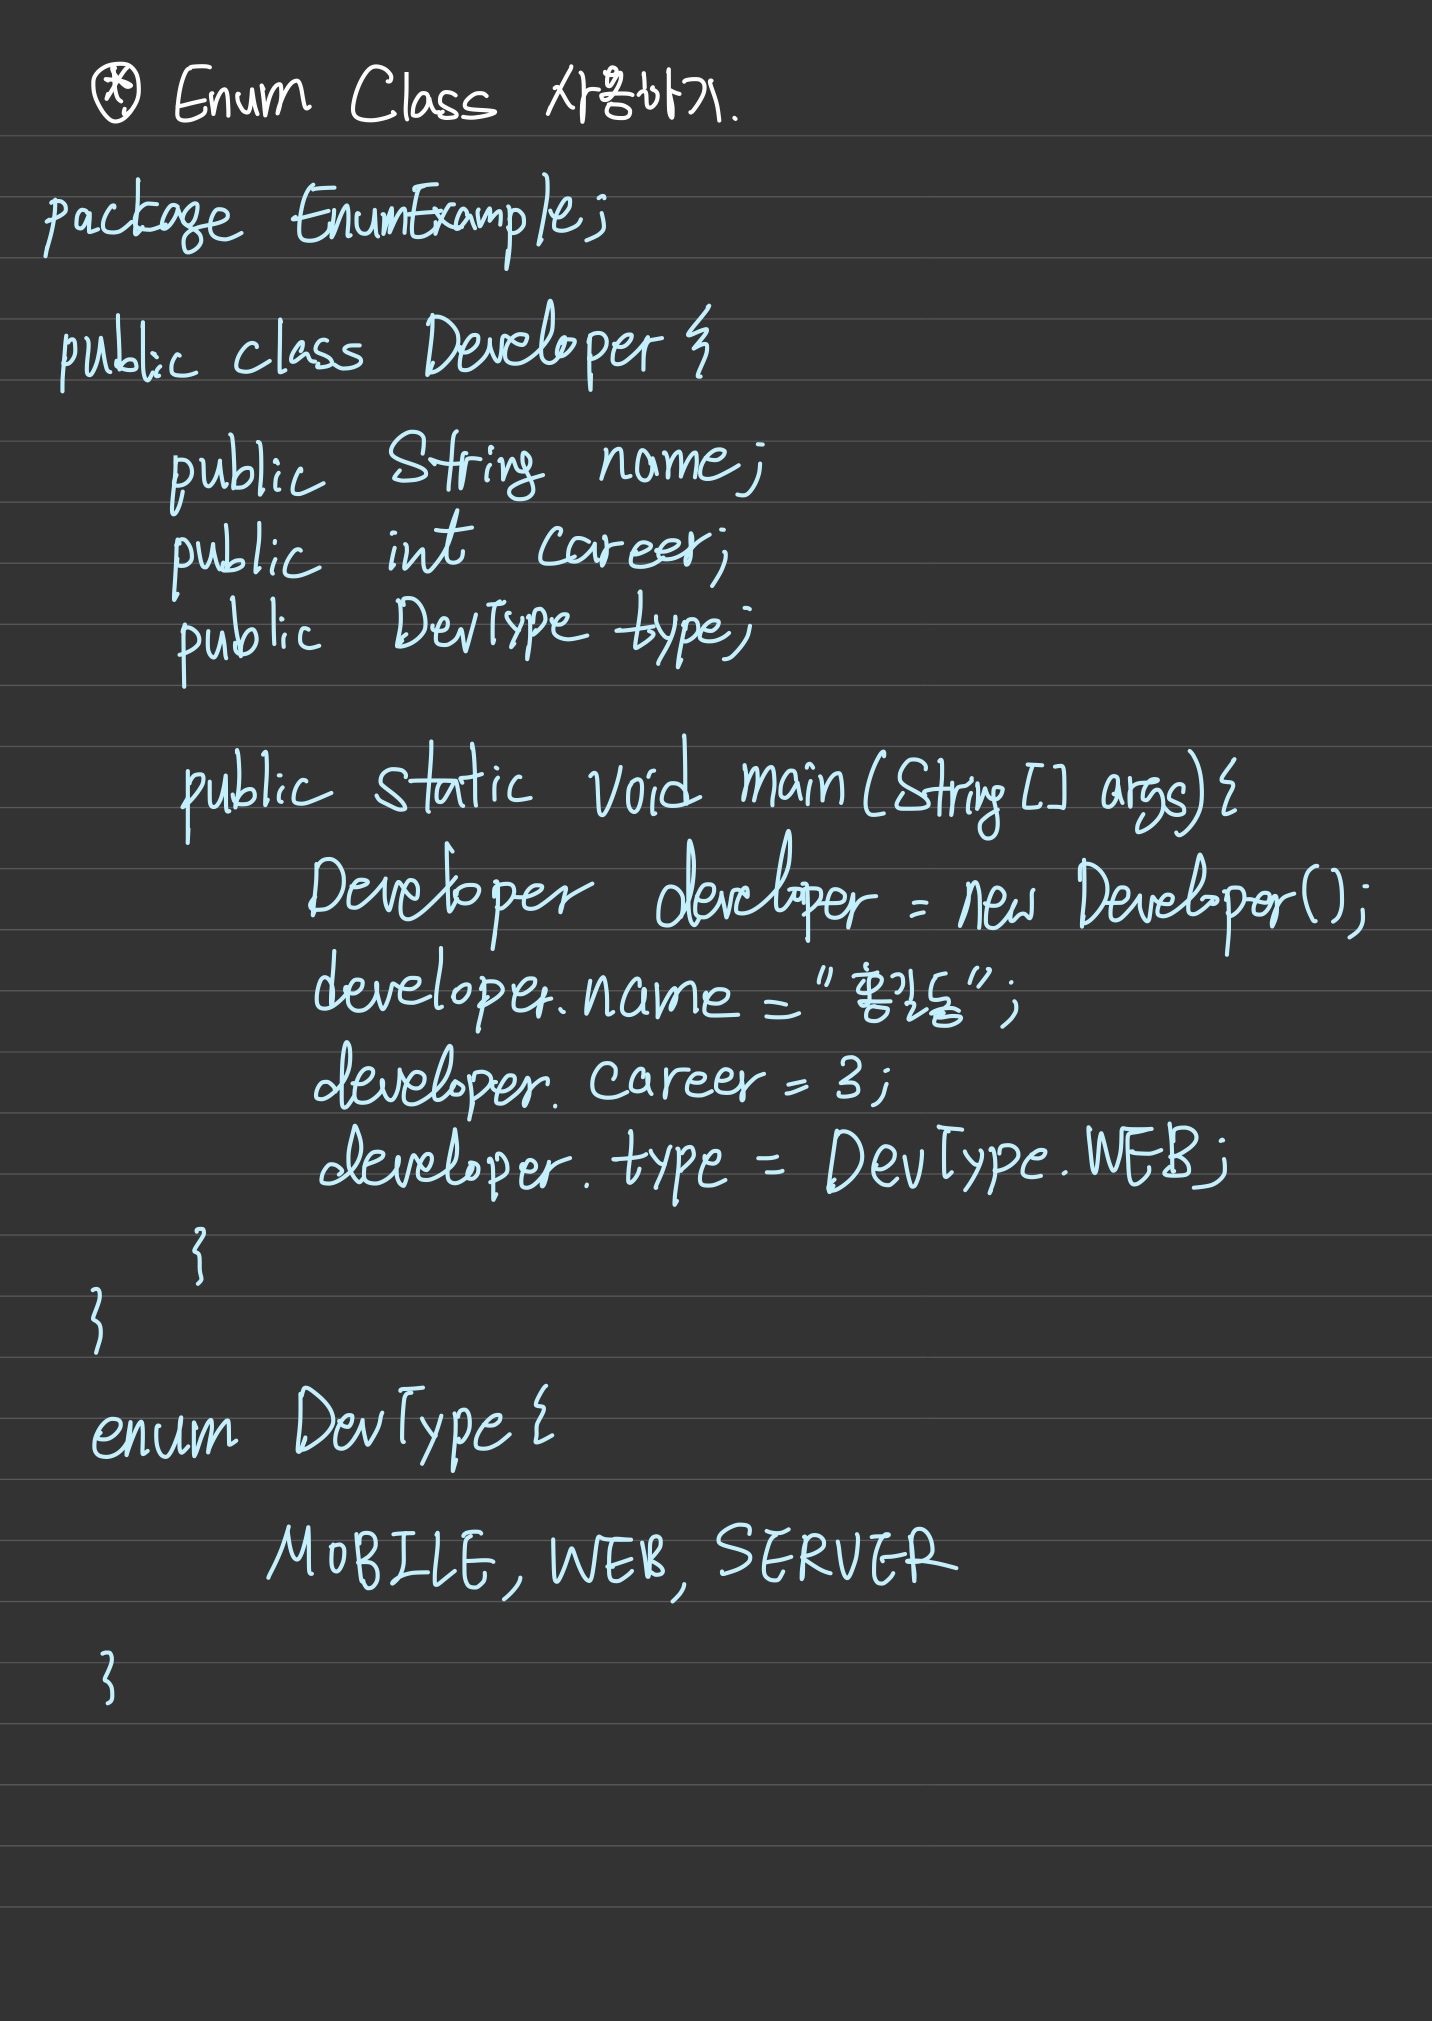 ⊛ Enum Class 사용하기.
package EnumExample;
public class Developer {
public String name;
public int career;
public DevType type;
public static void main(String[] args){
Developer developer = new Developer();
developer.name = "홍길동";
developer.career = 3;
developer.type = DevType.WEB;
}
}
enum DevType {
MOBILE, WEB, SERVER
}